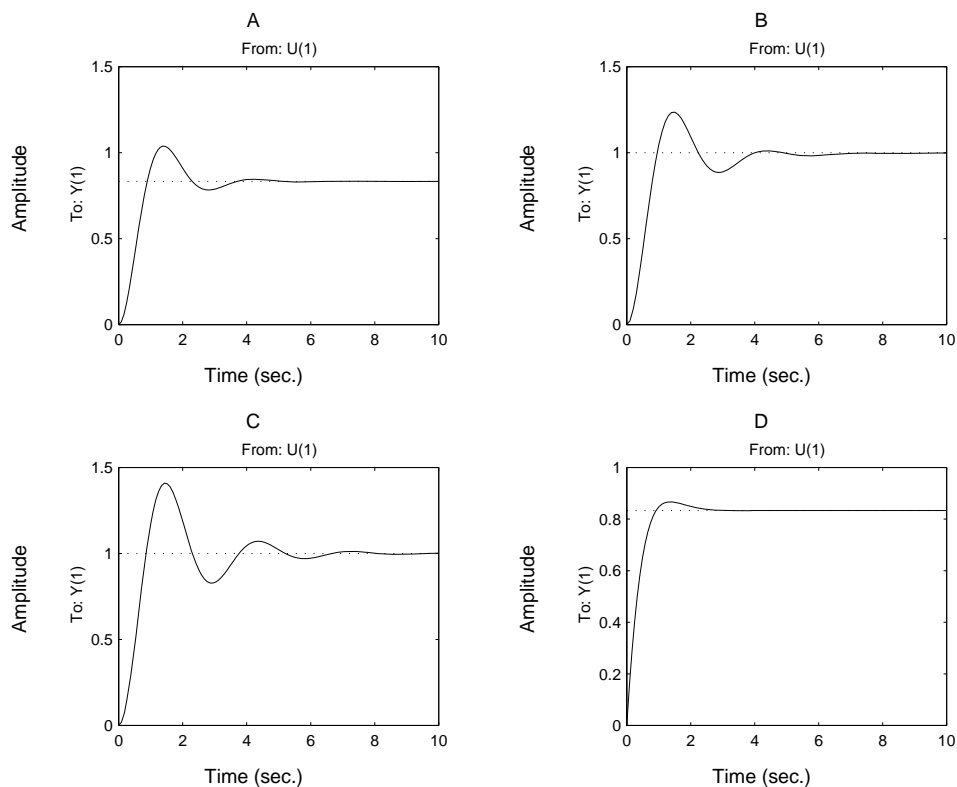 A
From: U(1)
1.5
1
0.5
0
0 2 4 6 8 10
Amplitude
To: Y(1)
Time (sec.)
B
From: U(1)
1.5
1
0.5
0
0 2 4 6 8 10
Amplitude
To: Y(1)
Time (sec.)
C
From: U(1)
1.5
1
0.5
0
0 2 4 6 8 10
Amplitude
To: Y(1)
Time (sec.)
D
From: U(1)
1
0.8
0.6
0.4
0.2
0
0 2 4 6 8 10
Amplitude
To: Y(1)
Time (sec.)